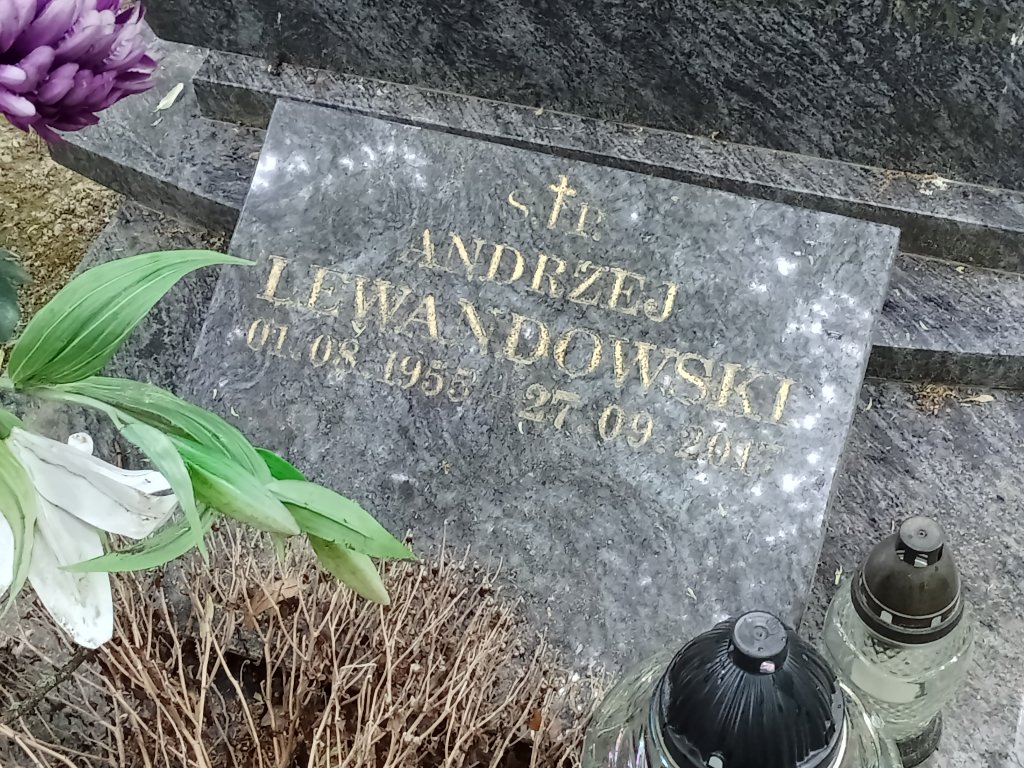 Ś. P.
ANDRZEJ
LEWANDOWSKI
01. 08. 1955 27. 09. 2017